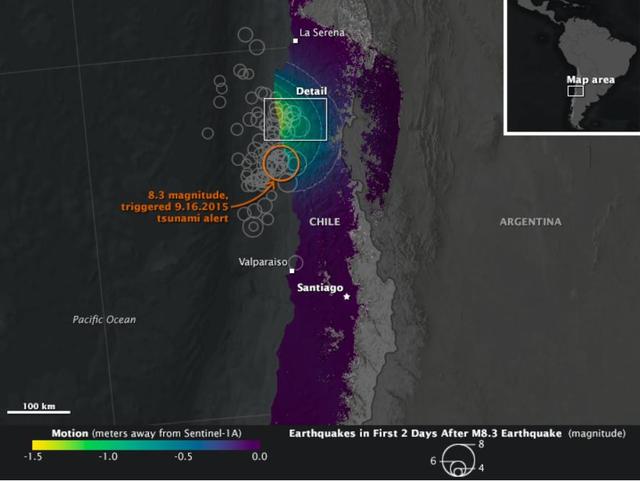 La Serena
Map area
Detail
8.3 magnitude,
triggered 9.16.2015
tsunami alert
CHILE
ARGENTINA
Valparaiso
Santiago
Pacific Ocean
100 km
Motion (meters away from Sentinel-1A)
-1.5 -1.0 -0.5 0.0
Earthquakes in First 2 Days After M8.3 Earthquake (magnitude)
8
6
4